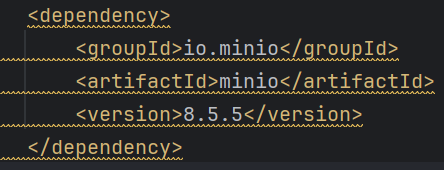 <dependency>
<groupId>io.minio</groupId>
<artifactId>minio</artifactId>
<version>8.5.5</version>
</dependency>